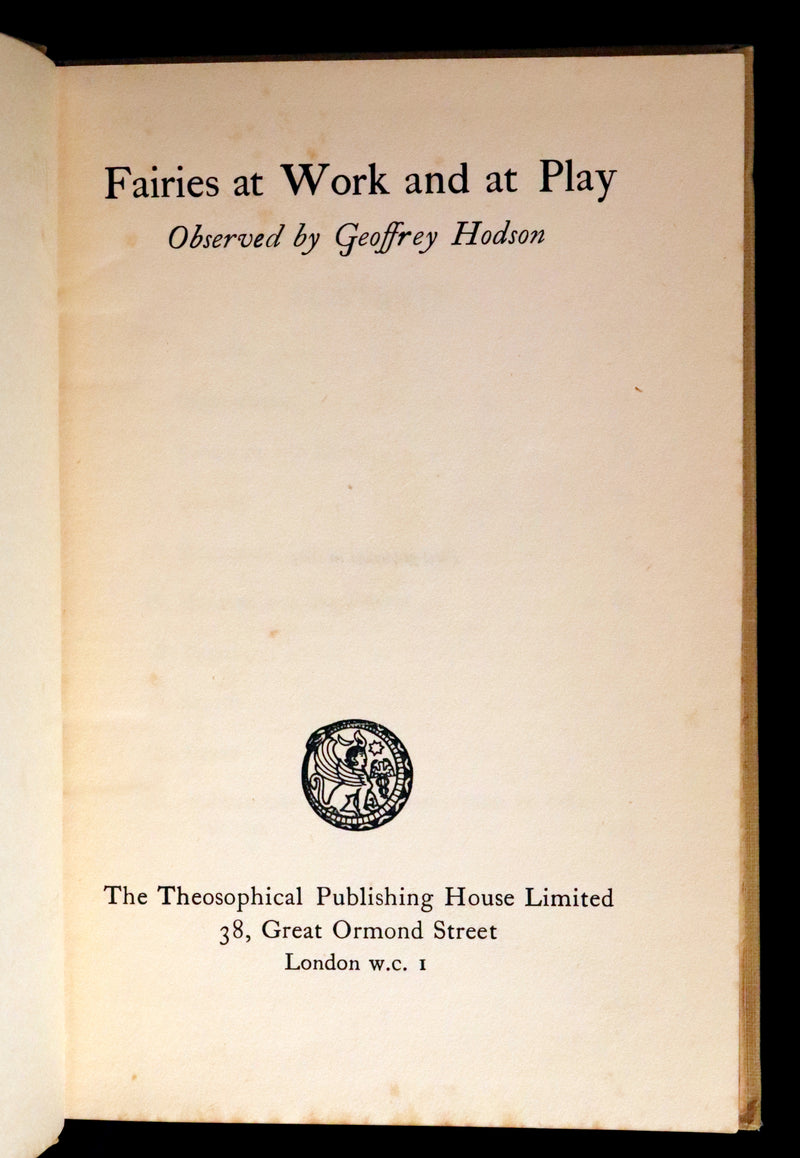 Fairies at Work and at Play
Observed by Geoffrey Hodson
The Theosophical Publishing House Limited
38, Great Ormond Street
London w.c. 1